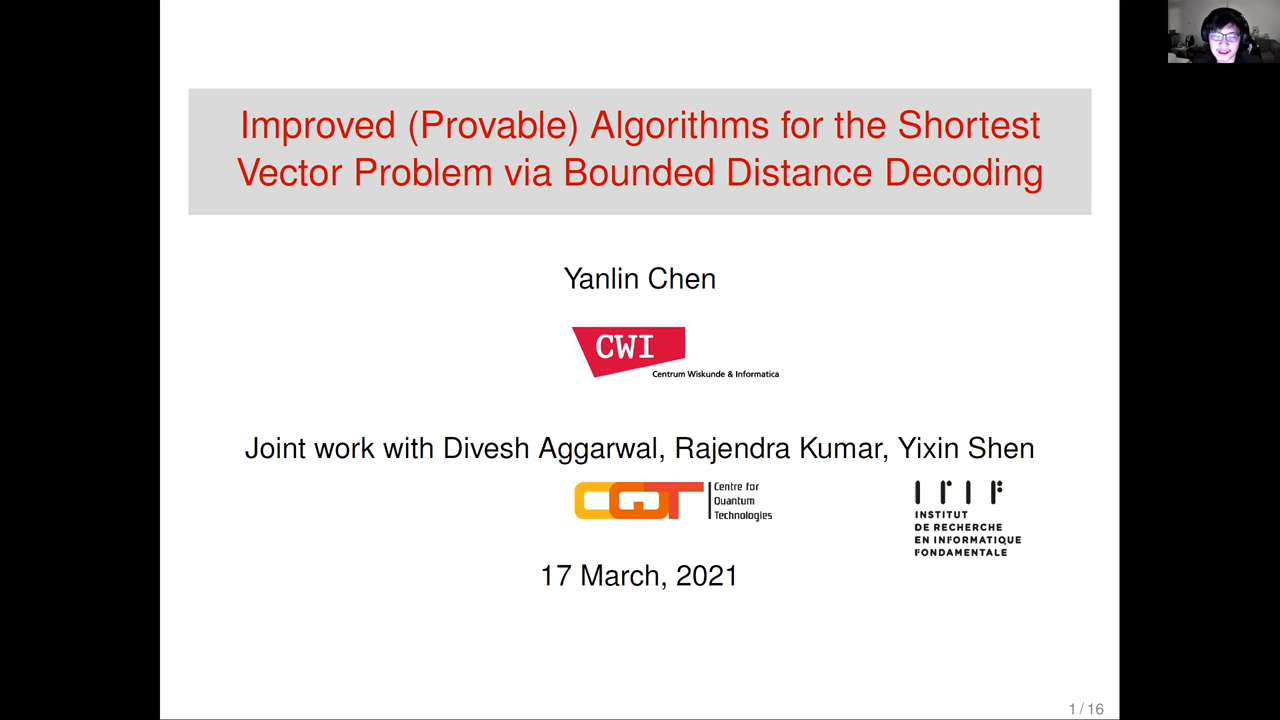 Improved (Provable) Algorithms for the Shortest
Vector Problem via Bounded Distance Decoding
Yanlin Chen
CWI
Centrum Wiskunde & Informatica
Joint work with Divesh Aggarwal, Rajendra Kumar, Yixin Shen
CQT
Centre for
Quantum
Technologies
IRIF
INSTITUT
DE RECHERCHE
EN INFORMATIQUE
FONDAMENTALE
17 March, 2021
1 / 16